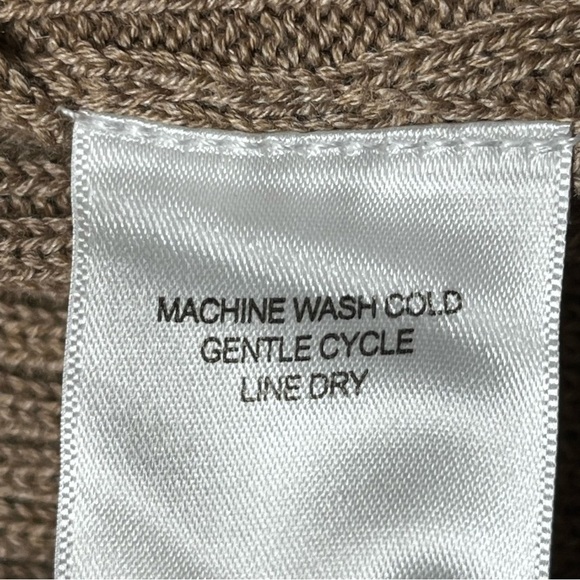 MACHINE WASH COLD
GENTLE CYCLE
LINE DRY